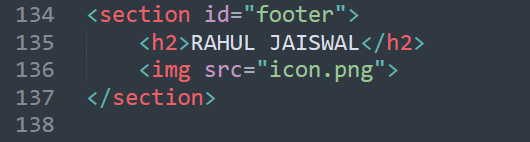 134 <section id="footer">
135 <h2>RAHUL JAISWAL</h2>
136 <img src="icon.png">
137 </section>
138